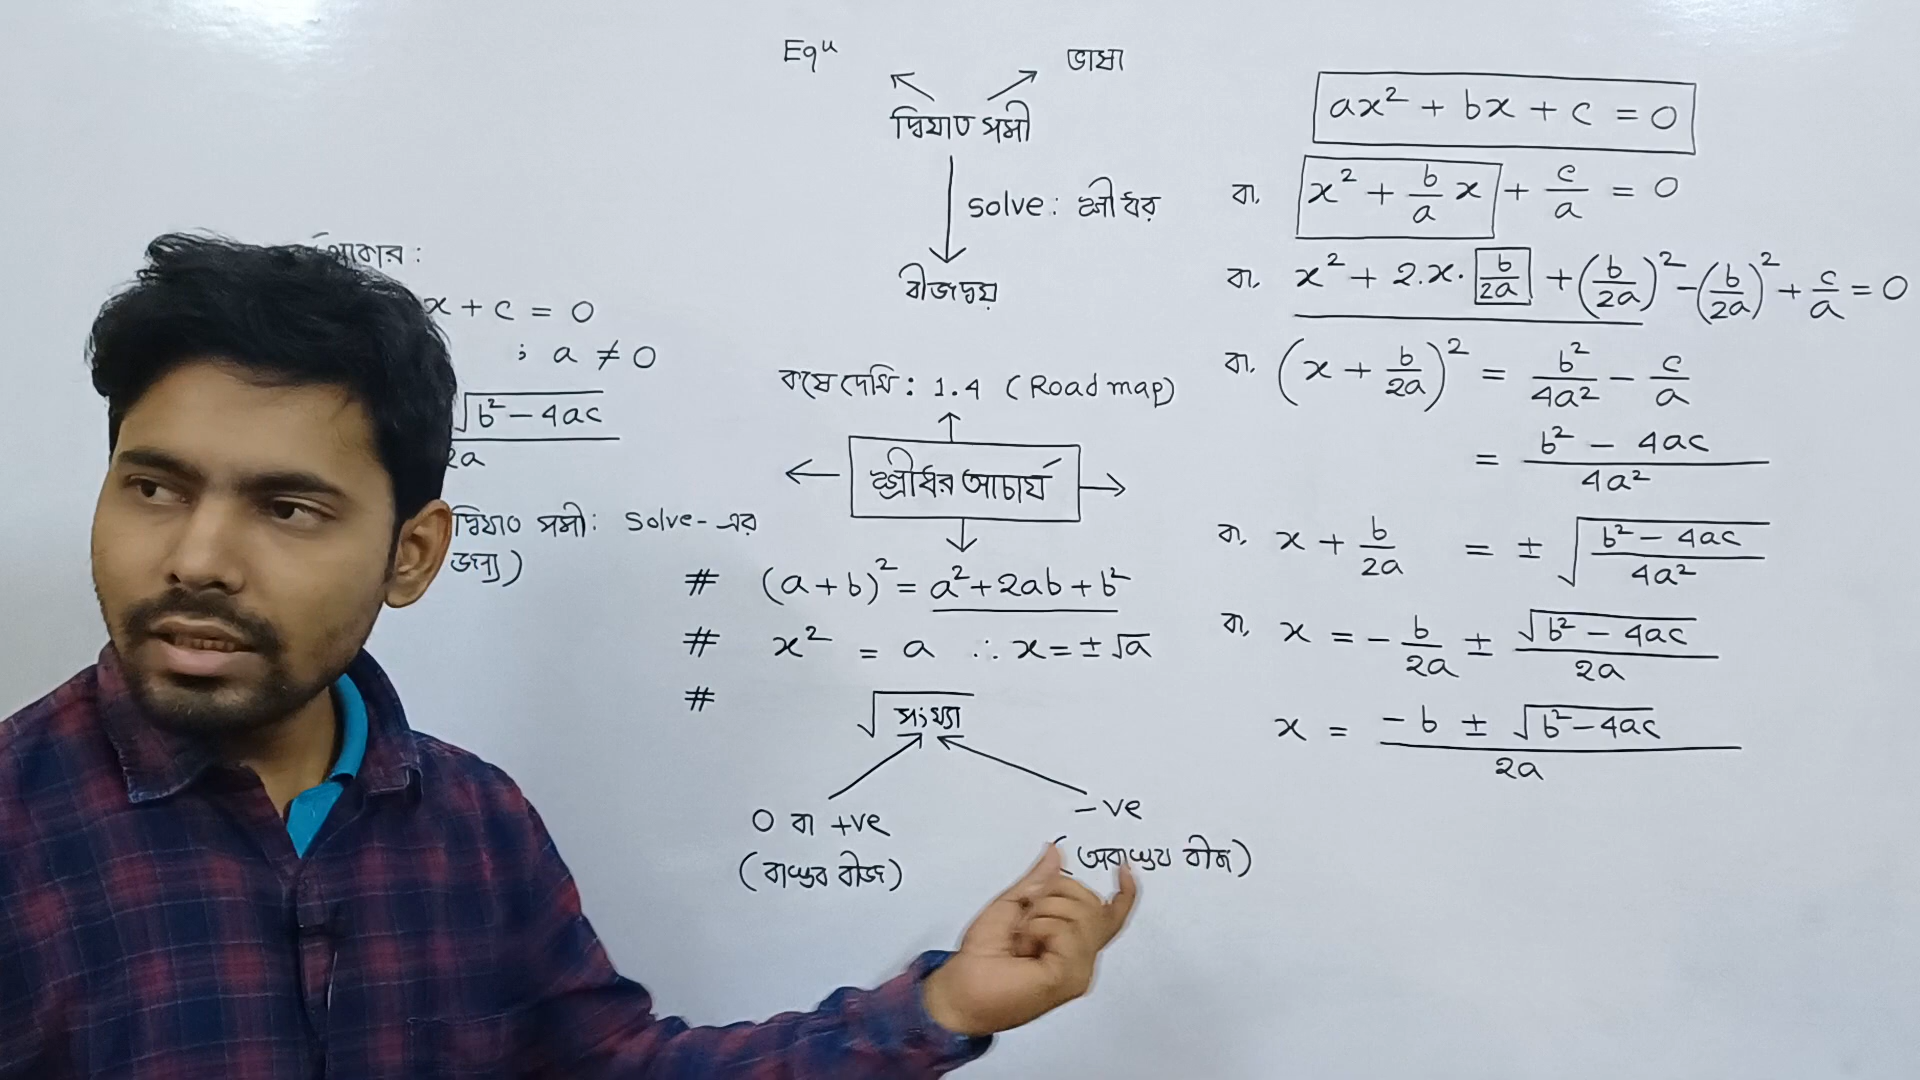 আকার :
x + c = 0
; a ≠ 0
√(b² - 4ac)
2a
দ্বিঘাত সমী: Solve-এর
জন্য)
Equ
ভাষা
দ্বিঘাত সমী
solve: শ্রীধর
বীজদ্বয়
কষে দেখি : 1.4 (Road map)
শ্রীধর আচার্য
# (a + b)² = a² + 2ab + b²
# x² = a ∴ x = ± √a
# √সংখ্যা
0 বা +ve
(বাস্তব বীজ)
-ve
(অবাস্তব বীজ)
ax² + bx + c = 0
বা, x² + b/a x + c/a = 0
বা, x² + 2.x. b/2a + (b/2a)² - (b/2a)² + c/a = 0
বা, (x + b/2a)² = b²/4a² - c/a
= (b² - 4ac)/4a²
বা, x + b/2a = ± √((b² - 4ac)/4a²)
বা, x = - b/2a ± √(b² - 4ac)/2a
x = (-b ± √(b² - 4ac))/2a